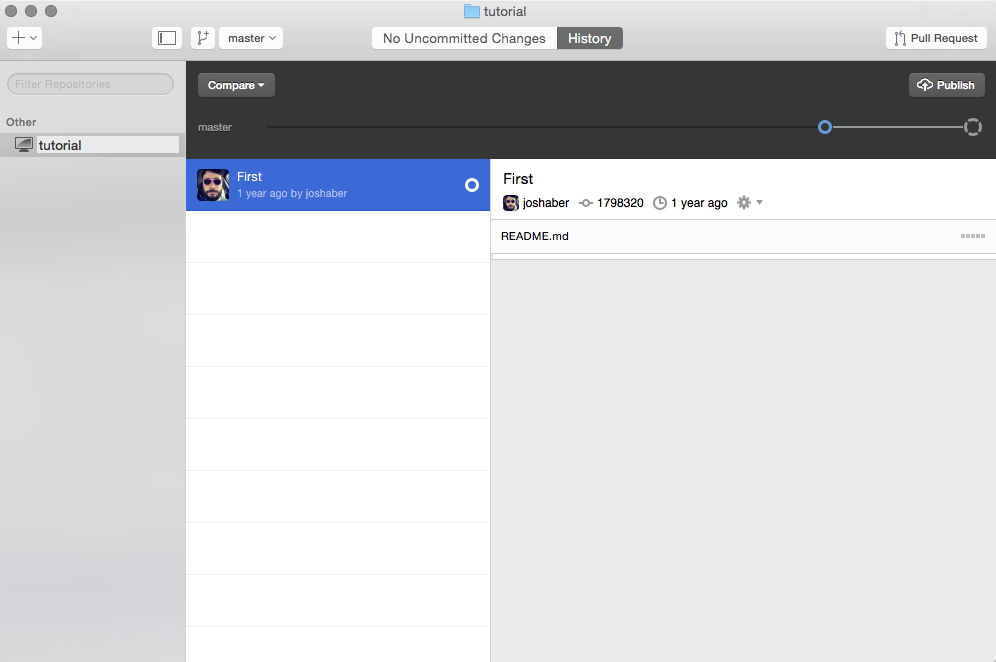 tutorial
master
No Uncommitted Changes
History
Pull Request
Filter Repositories
Compare
Publish
Other
master
tutorial
First
1 year ago by joshaber
First
joshaber 1798320 1 year ago
README.md